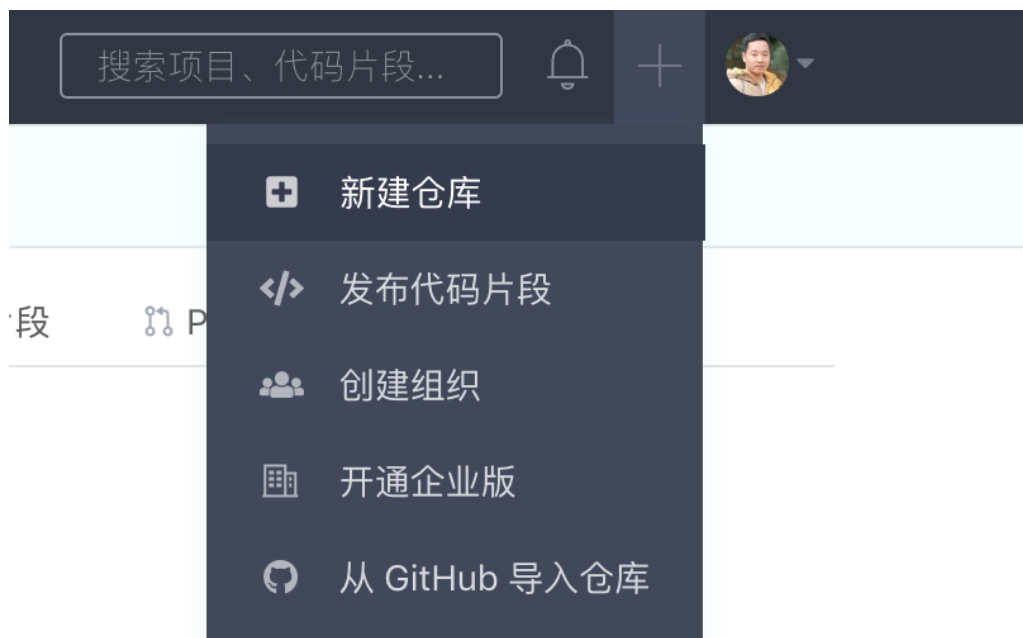 搜索项目、代码片段...
新建仓库
发布代码片段
段
P
创建组织
开通企业版
从 GitHub 导入仓库